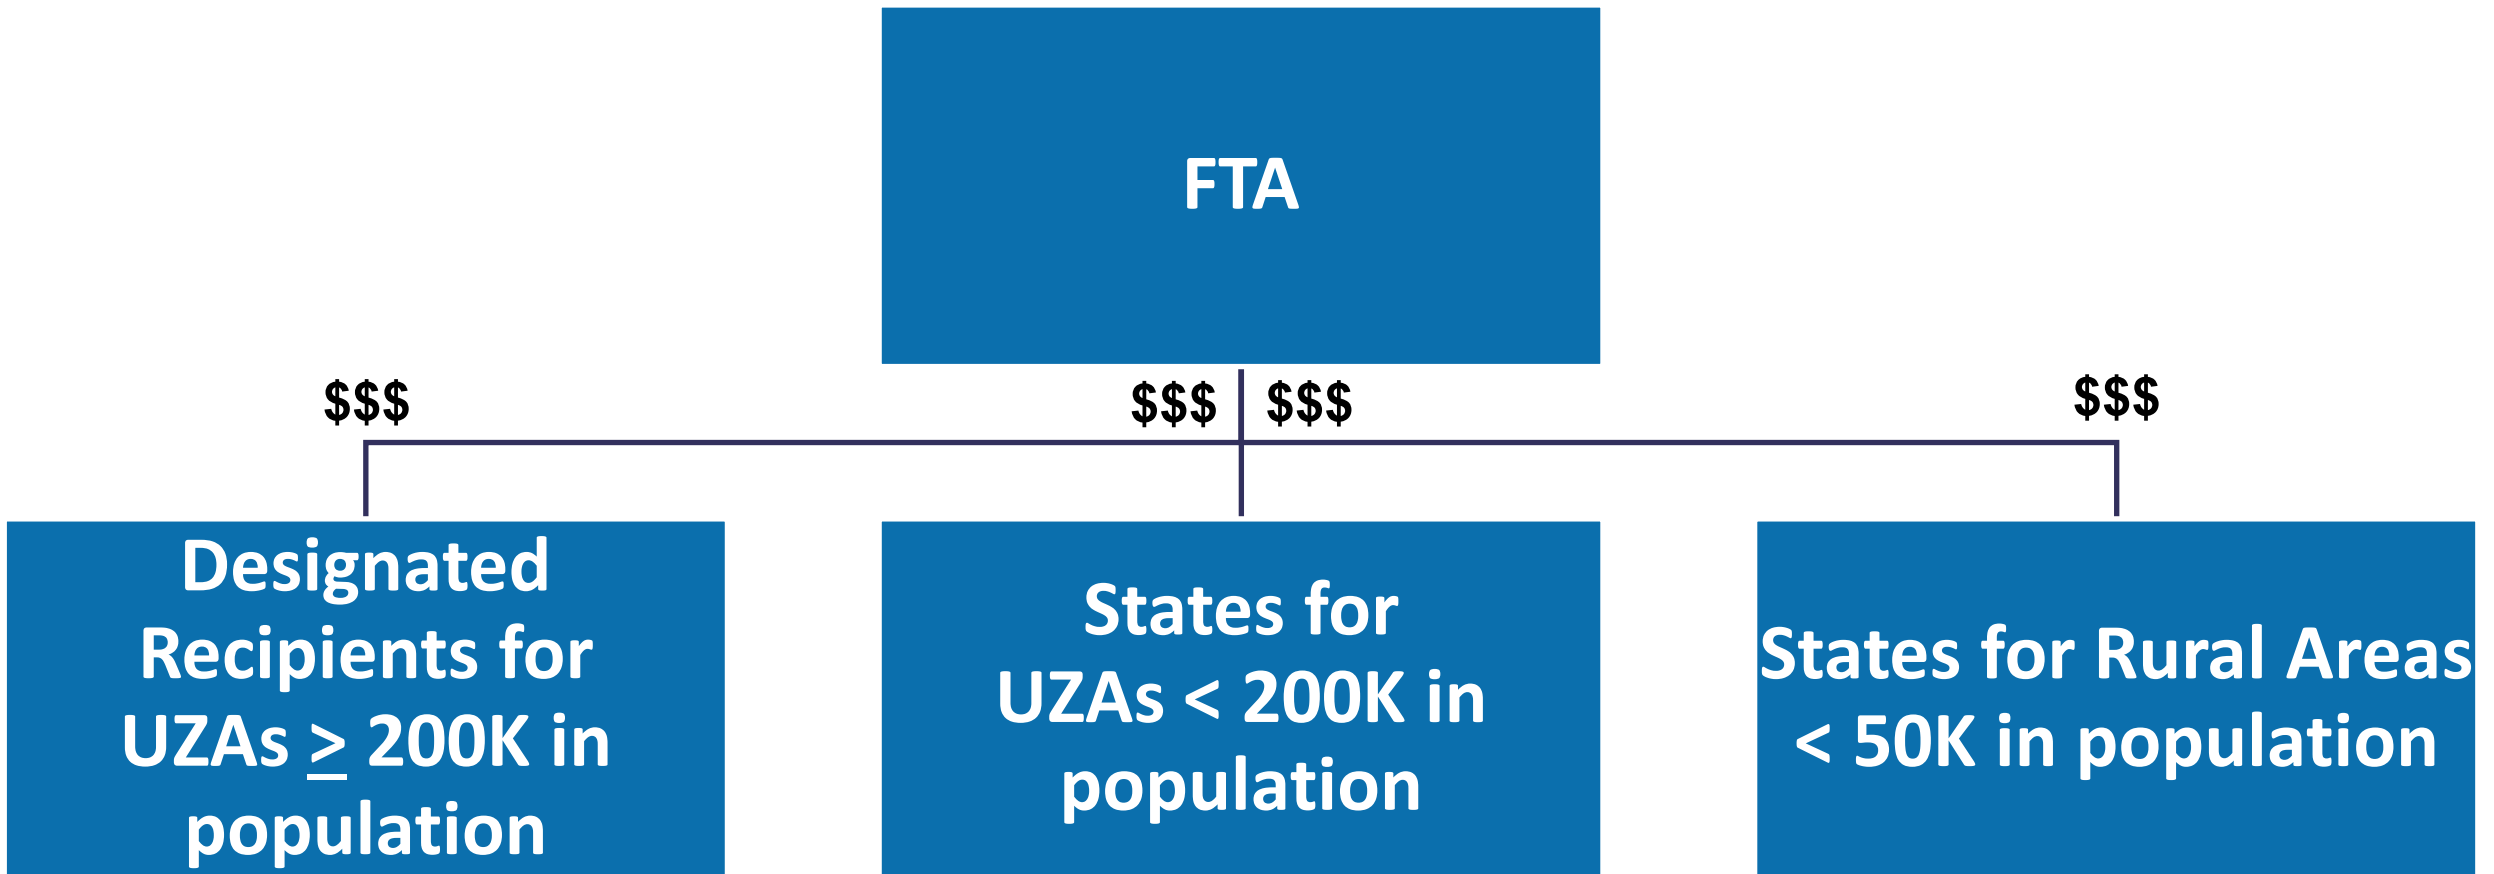 FTA
$$$
$$$
$$$
$$$
Designated
Recipients for
UZAs > 200K in
population
States for
UZAs < 200K in
population
States for Rural Areas
< 50K in population